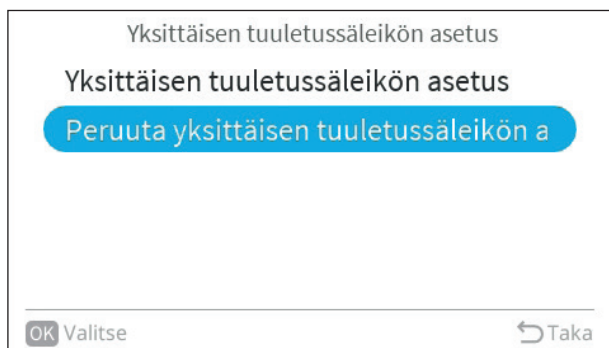 Yksittäisen tuuletussäleikön asetus
Yksittäisen tuuletussäleikön asetus
Peruuta yksittäisen tuuletussäleikön a
OK Valitse
Taka